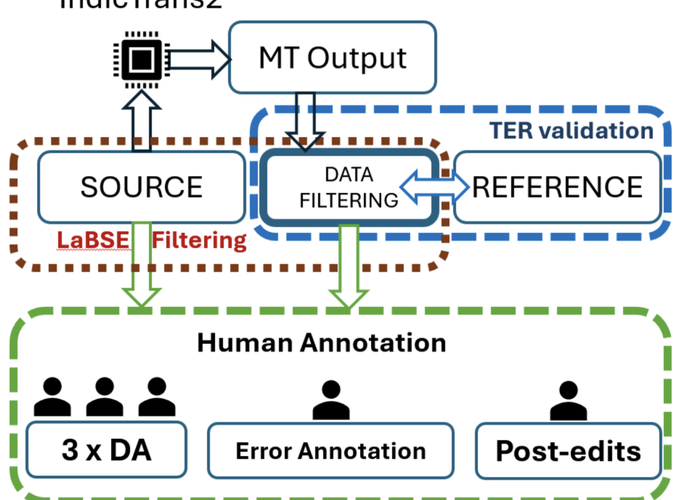 IndicTrans2
MT Output
TER validation
SOURCE
DATA
FILTERING
REFERENCE
LaBSE Filtering
Human Annotation
3 x DA
Error Annotation
Post-edits